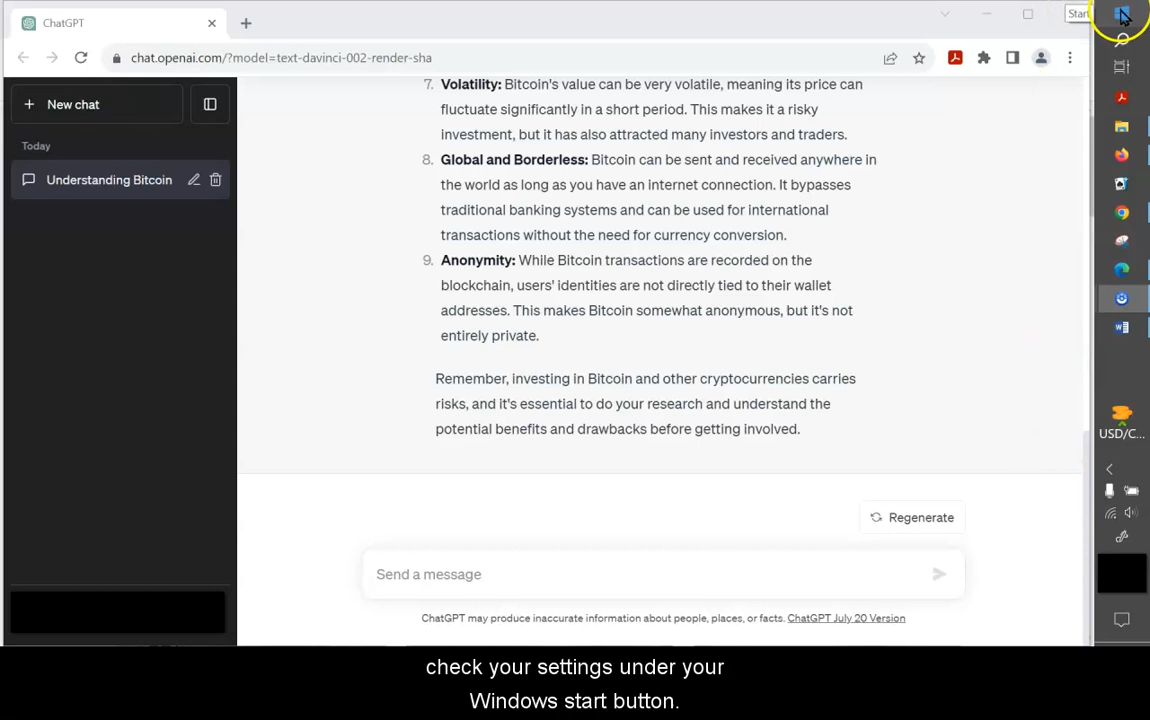 ChatGPT
Start
chat.openai.com/?model=text-davinci-002-render-sha
New chat
Today
Understanding Bitcoin
7. Volatility: Bitcoin's value can be very volatile, meaning its price can
fluctuate significantly in a short period. This makes it a risky
investment, but it has also attracted many investors and traders.
8. Global and Borderless: Bitcoin can be sent and received anywhere in
the world as long as you have an internet connection. It bypasses
traditional banking systems and can be used for international
transactions without the need for currency conversion.
9. Anonymity: While Bitcoin transactions are recorded on the
blockchain, users' identities are not directly tied to their wallet
addresses. This makes Bitcoin somewhat anonymous, but it's not
entirely private.
Remember, investing in Bitcoin and other cryptocurrencies carries
risks, and it's essential to do your research and understand the
potential benefits and drawbacks before getting involved.
USD/C...
Regenerate
Send a message
ChatGPT may produce inaccurate information about people, places, or facts. ChatGPT July 20 Version
check your settings under your
Windows start button.